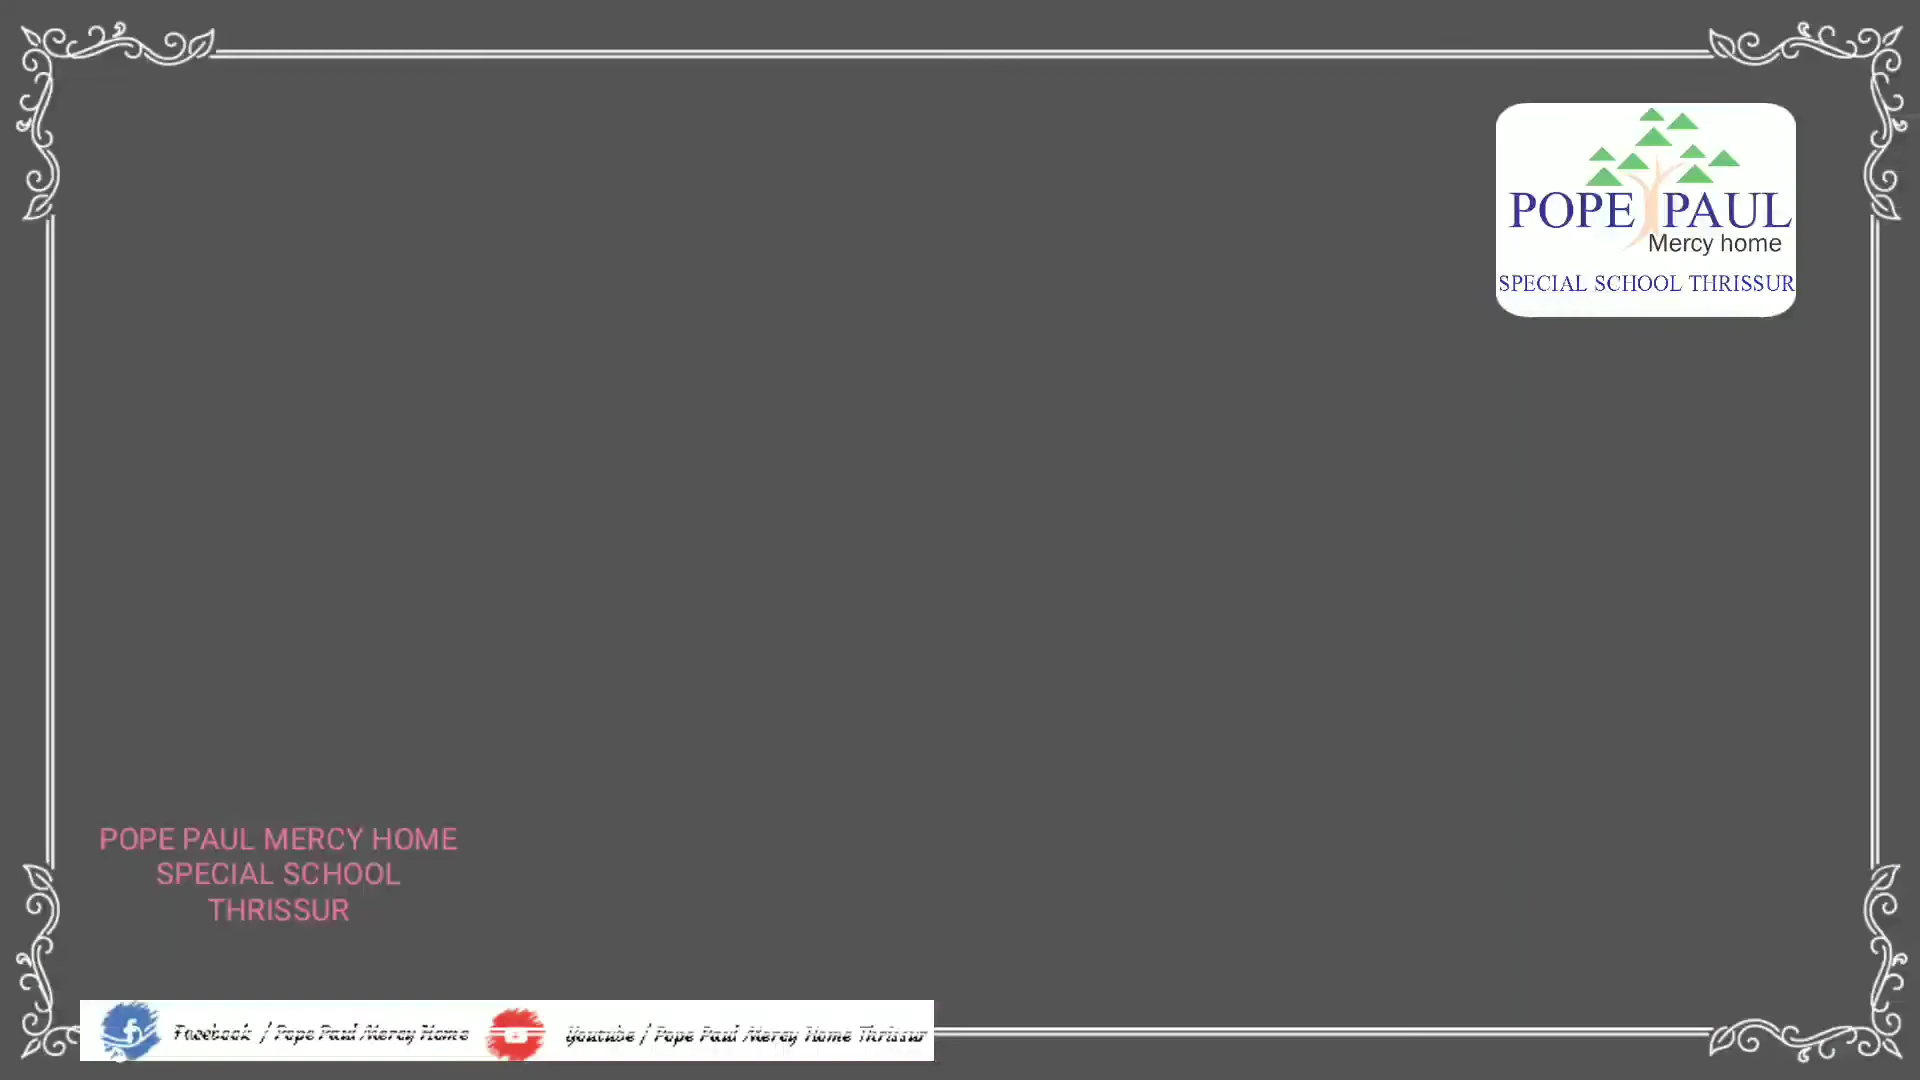 POPE PAUL
Mercy home
SPECIAL SCHOOL THRISSUR
POPE PAUL MERCY HOME
SPECIAL SCHOOL
THRISSUR
Facebook / Pope Paul Mercy Home
Youtube / Pope Paul Mercy Home Thrissur